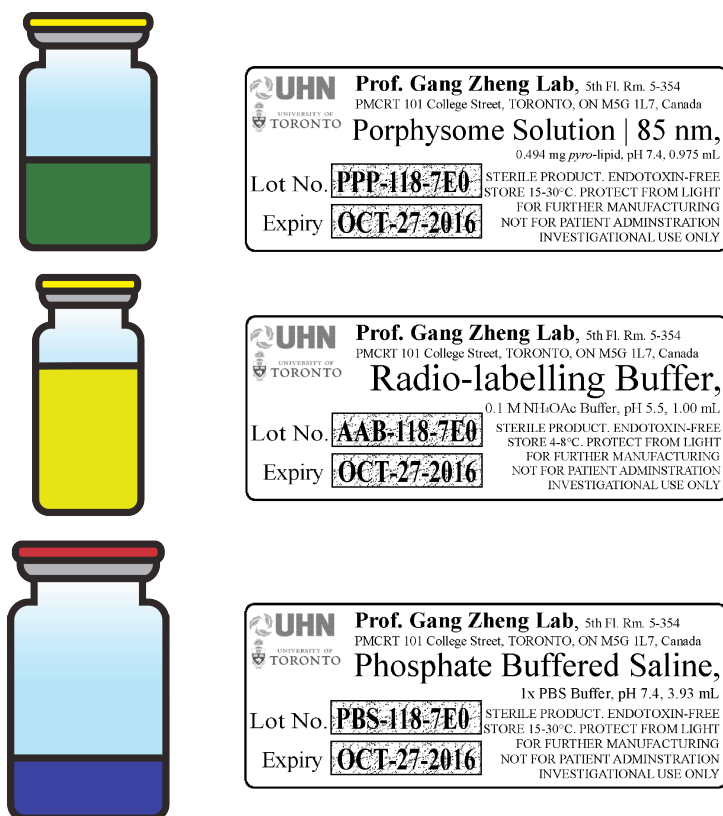 UHN
UNIVERSITY OF
TORONTO
Prof. Gang Zheng Lab, 5th Fl. Rm. 5-354
PMCRT 101 College Street, TORONTO, ON M5G 1L7, Canada
Porphysome Solution | 85 nm,
0.494 mg pyro-lipid, pH 7.4, 0.975 mL
Lot No. PPP-118-7E0
Expiry OCT-27-2016
STERILE PRODUCT. ENDOTOXIN-FREE
STORE 15-30°C. PROTECT FROM LIGHT
FOR FURTHER MANUFACTURING
NOT FOR PATIENT ADMINSTRATION
INVESTIGATIONAL USE ONLY
UHN
UNIVERSITY OF
TORONTO
Prof. Gang Zheng Lab, 5th Fl. Rm. 5-354
PMCRT 101 College Street, TORONTO, ON M5G 1L7, Canada
Radio-labelling Buffer,
0.1 M NH₄OAc Buffer, pH 5.5, 1.00 mL
Lot No. AAB-118-7E0
Expiry OCT-27-2016
STERILE PRODUCT. ENDOTOXIN-FREE
STORE 4-8°C. PROTECT FROM LIGHT
FOR FURTHER MANUFACTURING
NOT FOR PATIENT ADMINSTRATION
INVESTIGATIONAL USE ONLY
UHN
UNIVERSITY OF
TORONTO
Prof. Gang Zheng Lab, 5th Fl. Rm. 5-354
PMCRT 101 College Street, TORONTO, ON M5G 1L7, Canada
Phosphate Buffered Saline,
1x PBS Buffer, pH 7.4, 3.93 mL
Lot No. PBS-118-7E0
Expiry OCT-27-2016
STERILE PRODUCT. ENDOTOXIN-FREE
STORE 15-30°C. PROTECT FROM LIGHT
FOR FURTHER MANUFACTURING
NOT FOR PATIENT ADMINSTRATION
INVESTIGATIONAL USE ONLY